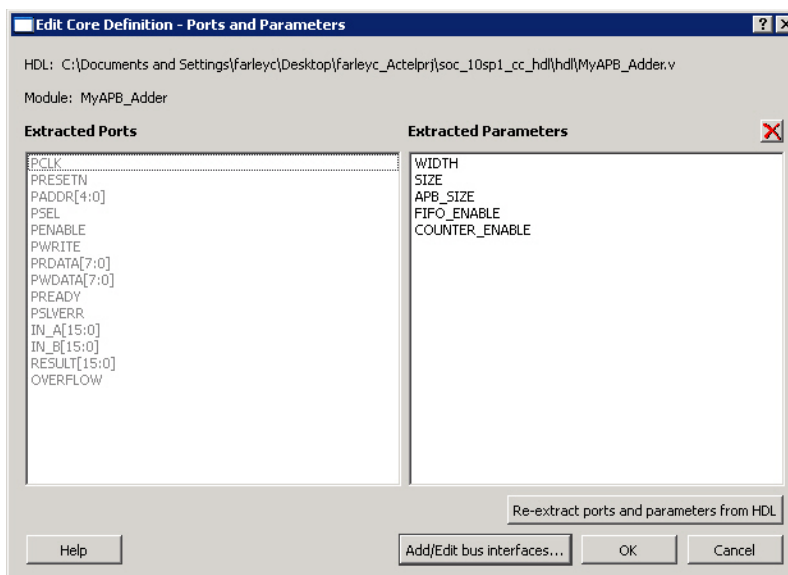 Edit Core Definition - Ports and Parameters
HDL: C:\Documents and Settings\farleyc\Desktop\farleyc_Actelprj\soc_10sp1_cc_hdl\hdl\MyAPB_Adder.v
Module: MyAPB_Adder
Extracted Ports
PCLK
PRESETN
PADDR[4:0]
PSEL
PENABLE
PWRITE
PRDATA[7:0]
PWDATA[7:0]
PREADY
PSLVERR
IN_A[15:0]
IN_B[15:0]
RESULT[15:0]
OVERFLOW
Extracted Parameters
WIDTH
SIZE
APB_SIZE
FIFO_ENABLE
COUNTER_ENABLE
Re-extract ports and parameters from HDL
Help
Add/Edit bus interfaces...
OK
Cancel